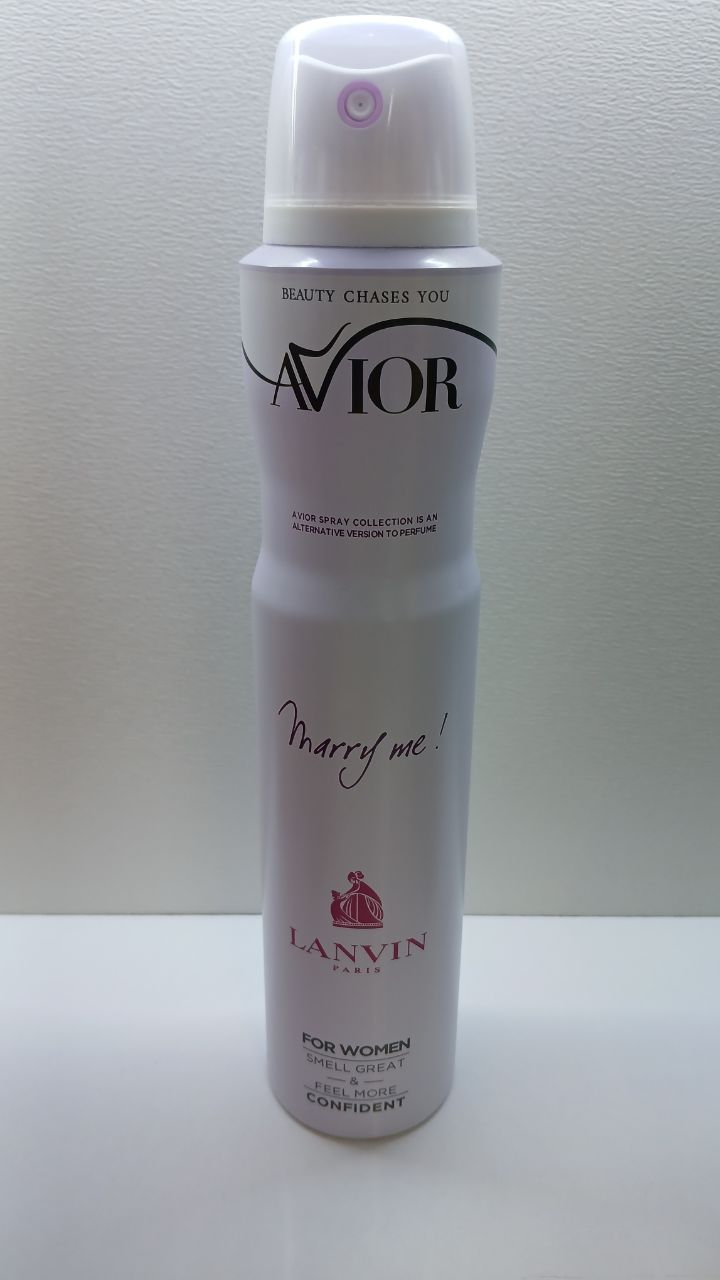 BEAUTY CHASES YOU
AVIOR
AVIOR SPRAY COLLECTION IS AN
ALTERNATIVE VERSION TO PERFUME
Marry me!
LANVIN
PARIS
FOR WOMEN
SMELL GREAT
&
FEEL MORE
CONFIDENT